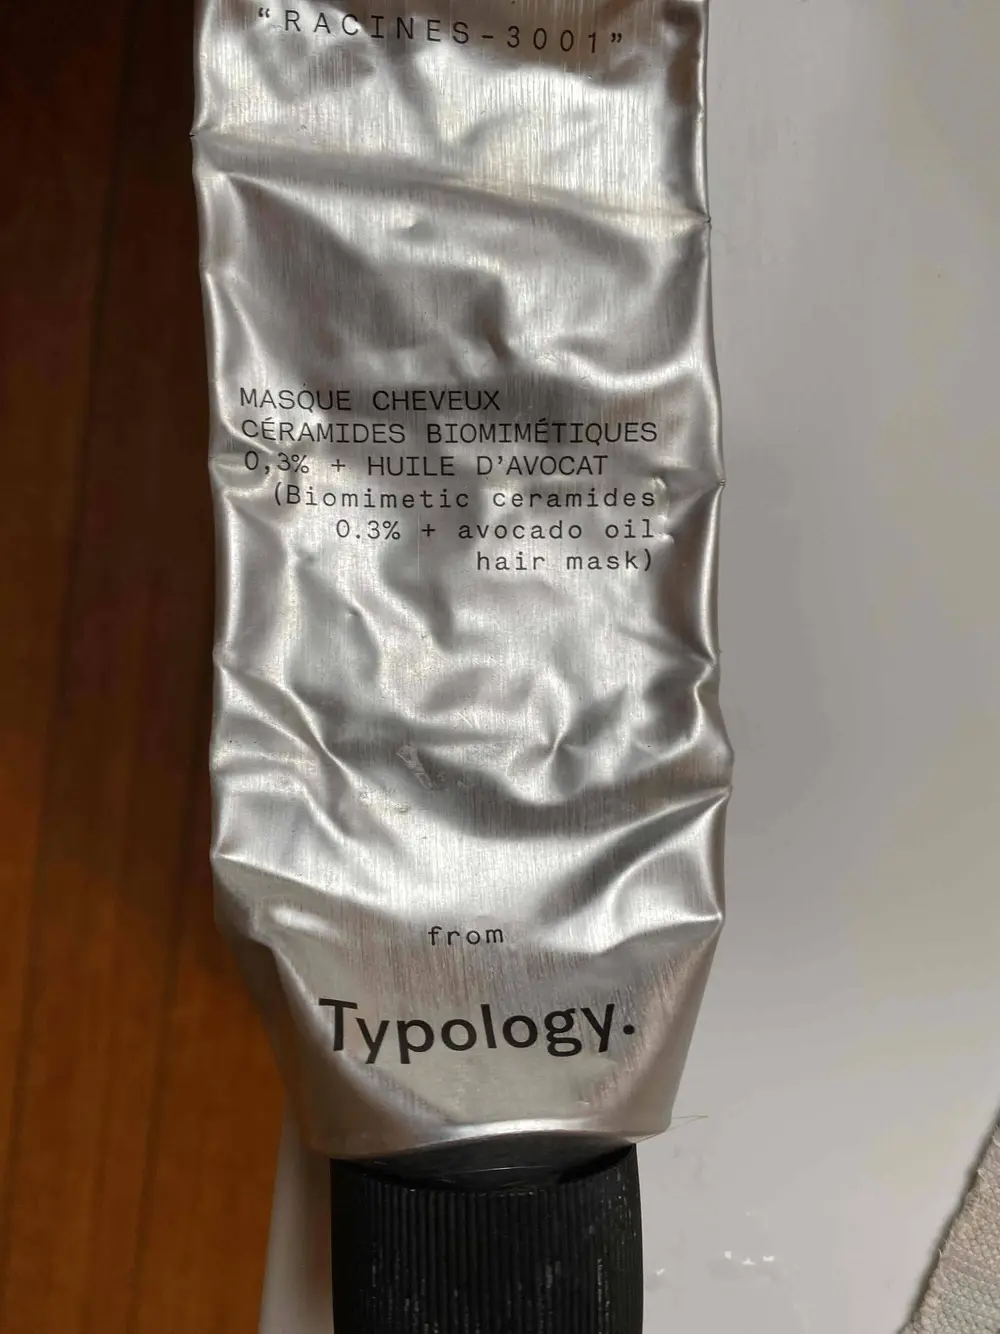 “RACINES-3001”
MASQUE CHEVEUX
CÉRAMIDES BIOMIMÉTIQUES
0,3% + HUILE D’AVOCAT
(Biomimetic ceramides
0.3% + avocado oil
hair mask)
from
Typology.